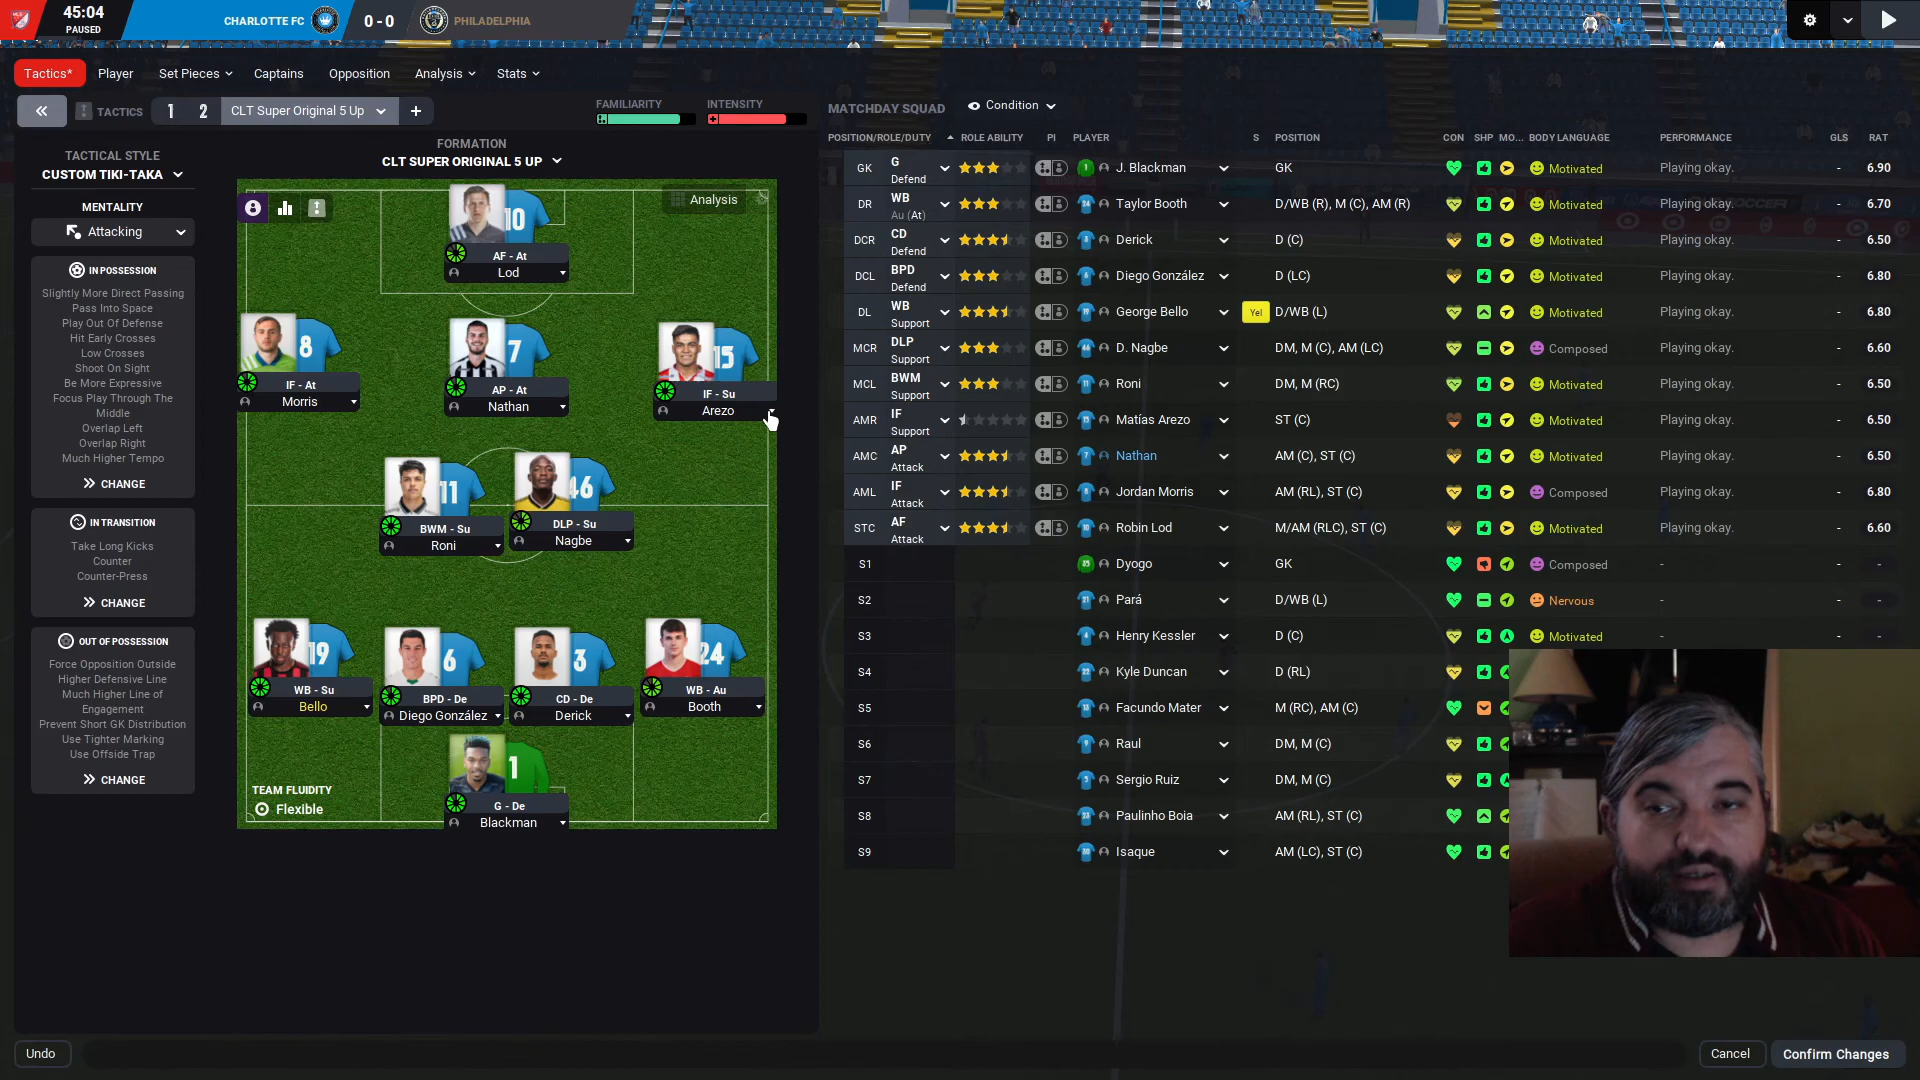 45:04
PAUSED
CHARLOTTE FC
0 - 0
PHILADELPHIA
Tactics*
Player
Set Pieces
Captains
Opposition
Analysis
Stats
TACTICS
1
2
CLT Super Original 5 Up
+
FAMILIARITY
INTENSITY
TACTICAL STYLE
CUSTOM TIKI-TAKA
MENTALITY
Attacking
IN POSSESSION
Slightly More Direct Passing
Pass Into Space
Play Out Of Defense
Hit Early Crosses
Low Crosses
Shoot On Sight
Be More Expressive
Focus Play Through The
Middle
Overlap Left
Overlap Right
Much Higher Tempo
CHANGE
IN TRANSITION
Take Long Kicks
Counter
Counter-Press
CHANGE
OUT OF POSSESSION
Force Opposition Outside
Higher Defensive Line
Much Higher Line of
Engagement
Prevent Short GK Distribution
Use Tighter Marking
Use Offside Trap
CHANGE
FORMATION
CLT SUPER ORIGINAL 5 UP
Analysis
10
AF - At
Lod
8
IF - At
Morris
7
AP - At
Nathan
15
IF - Su
Arezo
11
BWM - Su
Roni
46
DLP - Su
Nagbe
19
WB - Su
Bello
6
BPD - De
Diego González
3
CD - De
Derick
24
WB - Au
Booth
1
G - De
Blackman
TEAM FLUIDITY
Flexible
MATCHDAY SQUAD
Condition
POSITION/ROLE/DUTY ROLE ABILITY PI PLAYER S POSITION CON SHP MO... BODY LANGUAGE PERFORMANCE GLS RAT
GK G Defend J. Blackman GK Motivated Playing okay. - 6.90
DR WB Au (At) Taylor Booth D/WB (R), M (C), AM (R) Motivated Playing okay. - 6.70
DCR CD Defend Derick D (C) Motivated Playing okay. - 6.50
DCL BPD Defend Diego González D (LC) Motivated Playing okay. - 6.80
DL WB Support George Bello Yel D/WB (L) Motivated Playing okay. - 6.80
MCR DLP Support D. Nagbe DM, M (C), AM (LC) Composed Playing okay. - 6.60
MCL BWM Support Roni DM, M (RC) Motivated Playing okay. - 6.50
AMR IF Support Matías Arezo ST (C) Motivated Playing okay. - 6.50
AMC AP Attack Nathan AM (C), ST (C) Motivated Playing okay. - 6.50
AML IF Attack Jordan Morris AM (RL), ST (C) Composed Playing okay. - 6.80
STC AF Attack Robin Lod M/AM (RLC), ST (C) Motivated Playing okay. - 6.60
S1 Dyogo GK Composed - - -
S2 Pará D/WB (L) Nervous - - -
S3 Henry Kessler D (C) Motivated - - -
S4 Kyle Duncan D (RL)
S5 Facundo Mater M (RC), AM (C)
S6 Raul DM, M (C)
S7 Sergio Ruiz DM, M (C)
S8 Paulinho Boia AM (RL), ST (C)
S9 Isaque AM (LC), ST (C)
Undo
Cancel
Confirm Changes